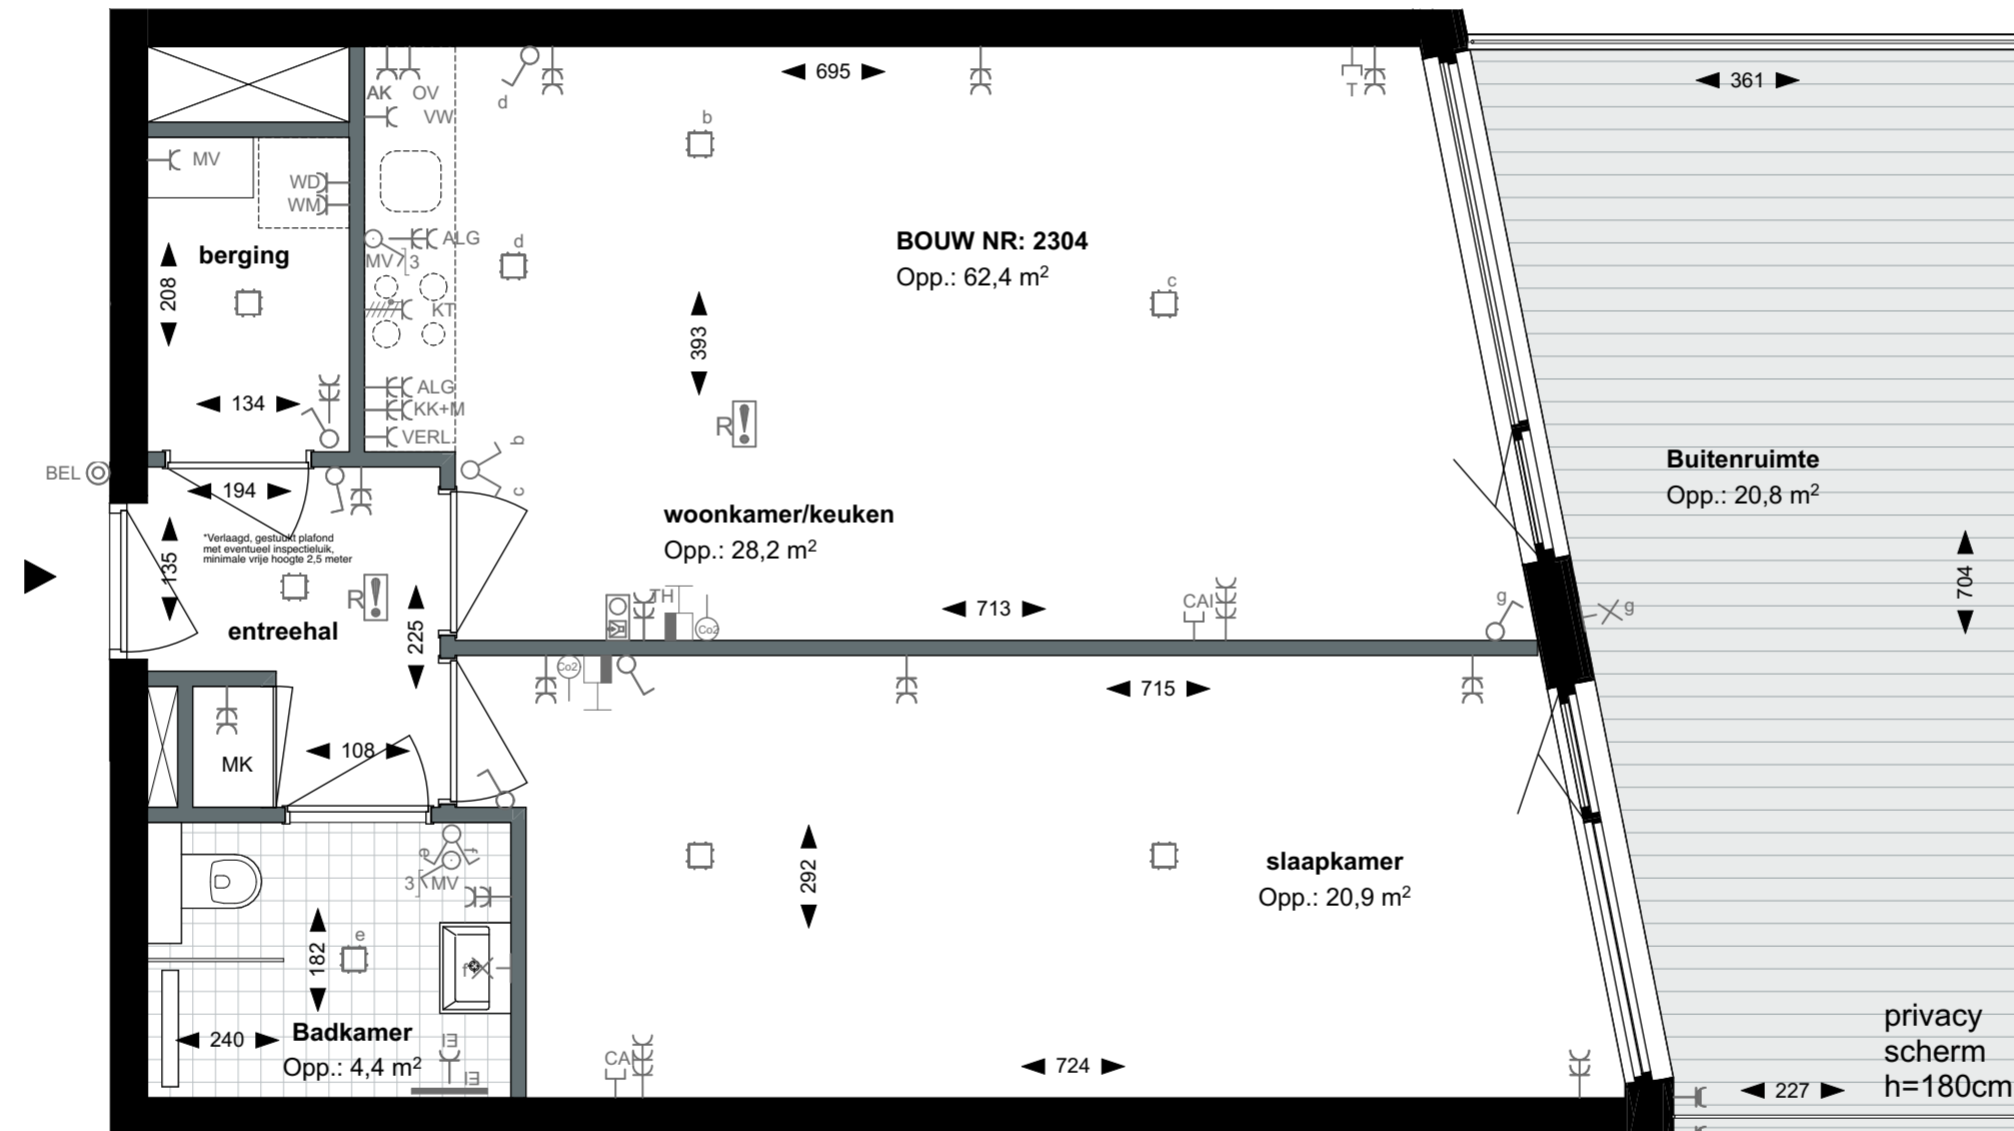 695
361
AK OV
d
T
VW
b
MV
WD
WM
ALG
d
BOUW NR: 2304
Opp.: 62,4 m²
berging
MV 3
208
c
KT
393
134
ALG
KK+M
VERL.
R
b
c
BEL
194
Buitenruimte
Opp.: 20,8 m²
woonkamer/keuken
Opp.: 28,2 m²
*Verlaagd, gestuukt plafond
met eventueel inspectieluik,
minimale vrije hoogte 2,5 meter
135
R
704
TH
Co2
713
CAI
g
g
entreehal
225
Co2
715
MK
108
e
f
3 MV
292
slaapkamer
Opp.: 20,9 m²
e
182
f
Badkamer
Opp.: 4,4 m²
240
E
E
CAI
724
privacy
scherm
h=180cm
227